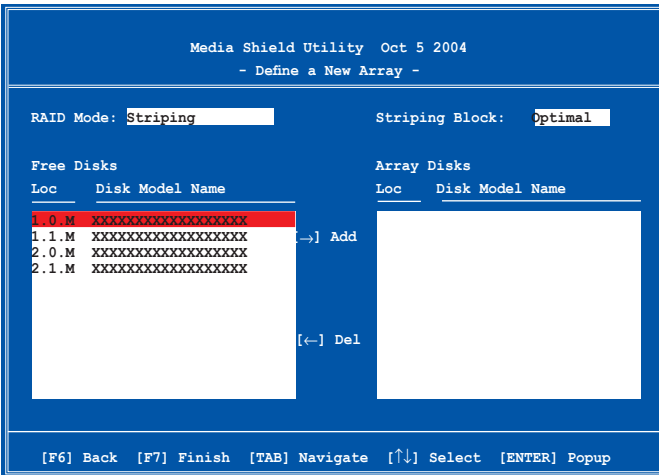 Media Shield Utility Oct 5 2004
- Define a New Array -
RAID Mode: Striping Striping Block: Optimal
Free Disks Array Disks
Loc Disk Model Name Loc Disk Model Name
1.0.M XXXXXXXXXXXXXXXXXX
1.1.M XXXXXXXXXXXXXXXXXX
[→] Add
2.0.M XXXXXXXXXXXXXXXXXX
2.1.M XXXXXXXXXXXXXXXXXX
[←] Del
[F6] Back [F7] Finish [TAB] Navigate [↑↓] Select [ENTER] Popup